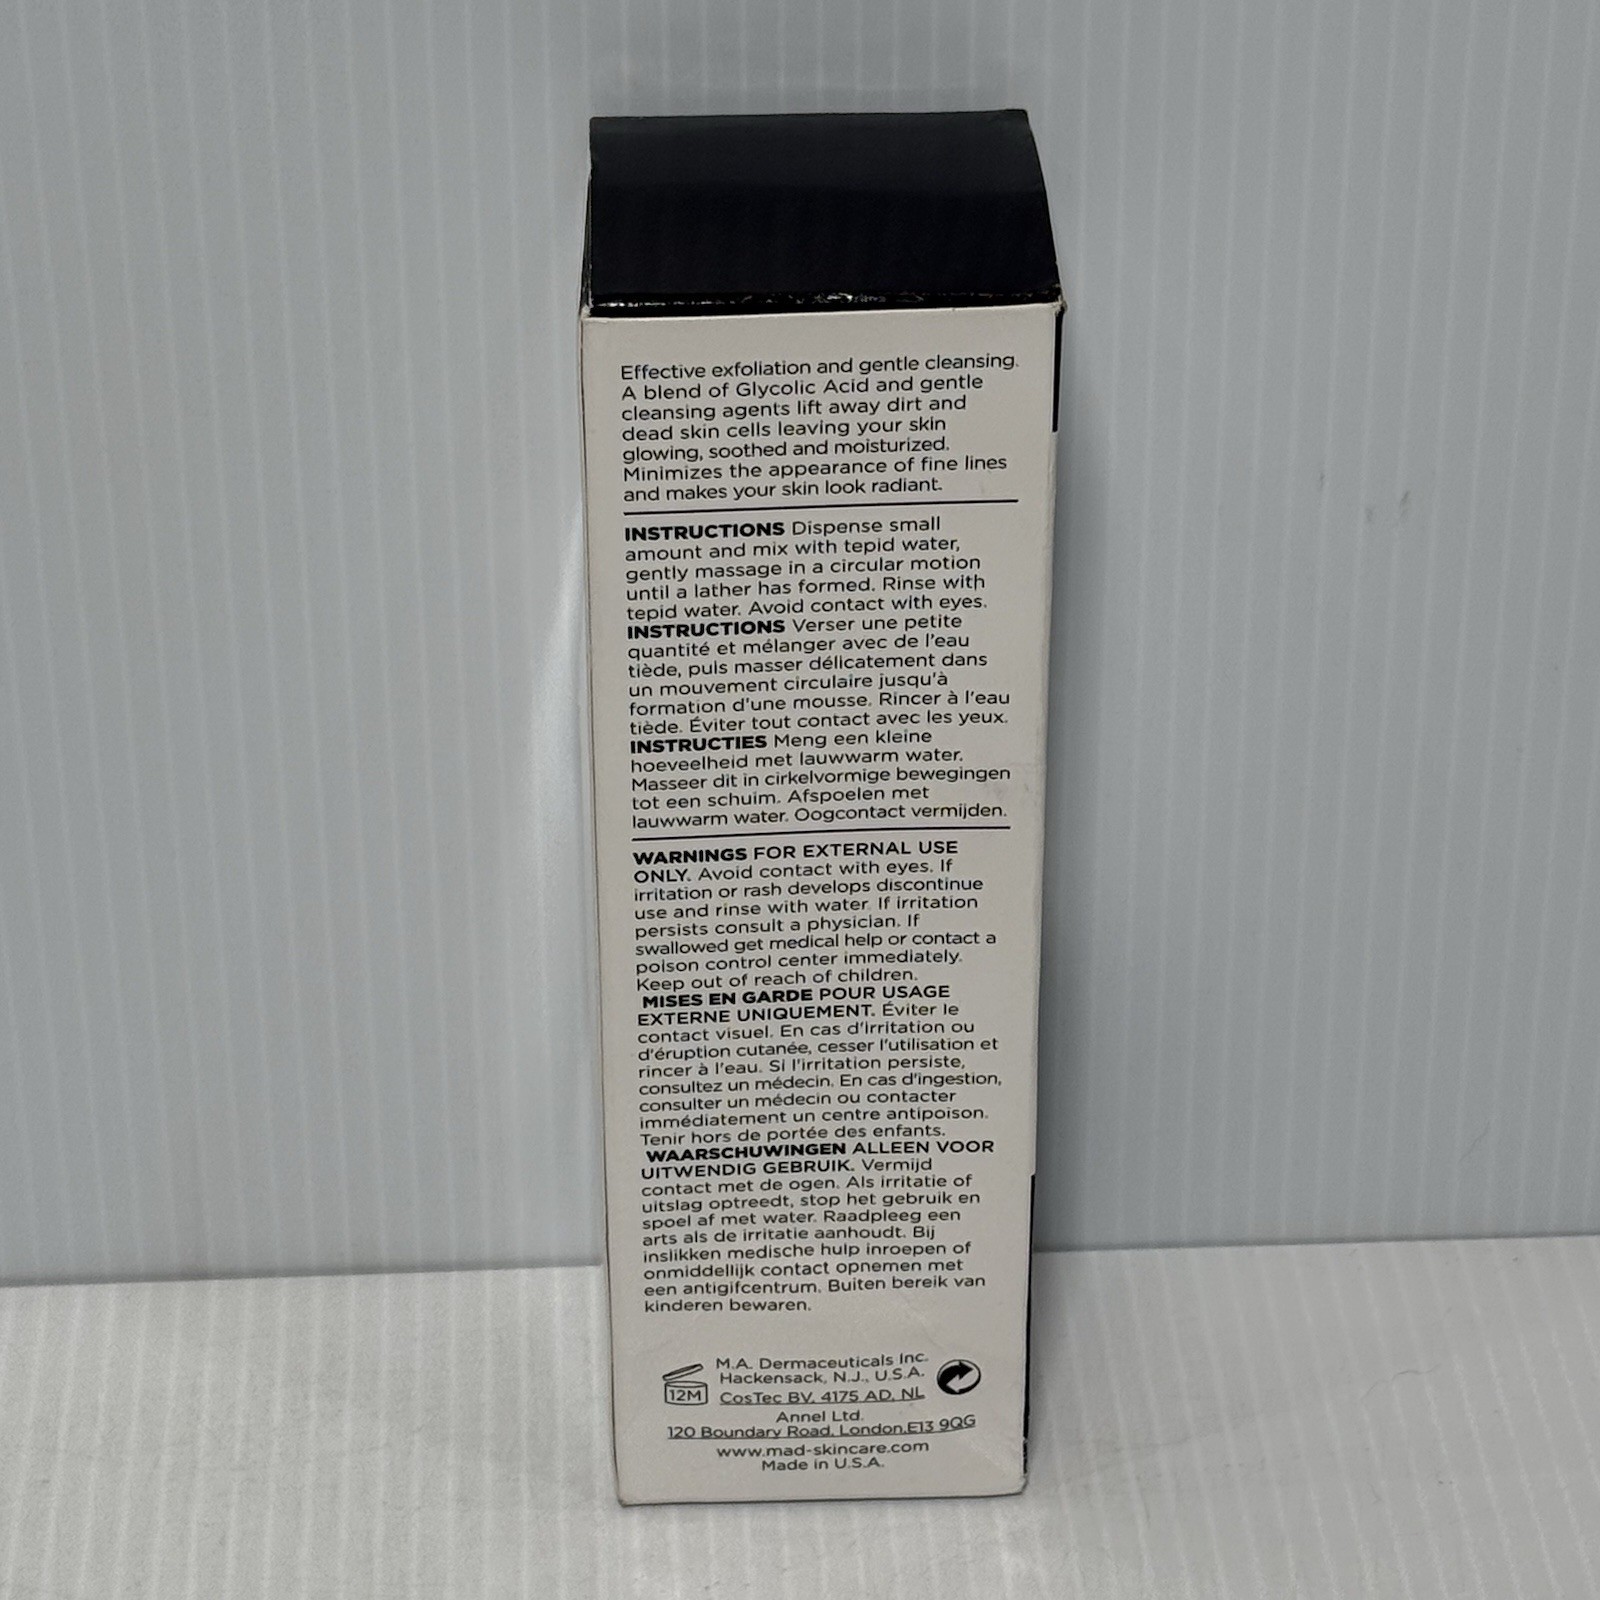 Effective exfoliation and gentle cleansing.
A blend of Glycolic Acid and gentle
cleansing agents lift away dirt and
dead skin cells leaving your skin
glowing, soothed and moisturized.
Minimizes the appearance of fine lines
and makes your skin look radiant.
INSTRUCTIONS Dispense small
amount and mix with tepid water,
gently massage in a circular motion
until a lather has formed. Rinse with
tepid water. Avoid contact with eyes.
INSTRUCTIONS Verser une petite
quantité et mélanger avec de l'eau
tiède, puls masser délicatement dans
un mouvement circulaire jusqu'à
formation d'une mousse. Rincer à l'eau
tiède. Éviter tout contact avec les yeux.
INSTRUCTIES Meng een kleine
hoeveelheid met lauwwarm water.
Masseer dit in cirkelvormige bewegingen
tot een schuim. Afspoelen met
lauwwarm water. Oogcontact vermijden.
WARNINGS FOR EXTERNAL USE
ONLY. Avoid contact with eyes. If
irritation or rash develops discontinue
use and rinse with water. If irritation
persists consult a physician. If
swallowed get medical help or contact a
poison control center immediately.
Keep out of reach of children.
MISES EN GARDE POUR USAGE
EXTERNE UNIQUEMENT. Éviter le
contact visuel. En cas d'irritation ou
d'éruption cutanée, cesser l'utilisation et
rincer à l'eau. Si l'irritation persiste,
consultez un médecin. En cas d'ingestion,
consulter un médecin ou contacter
immédiatement un centre antipoison.
Tenir hors de portée des enfants.
WAARSCHUWINGEN ALLEEN VOOR
UITWENDIG GEBRUIK. Vermijd
contact met de ogen. Als irritatie of
uitslag optreedt, stop het gebruik en
spoel af met water. Raadpleeg een
arts als de irritatie aanhoudt. Bij
inslikken medische hulp inroepen of
onmiddellijk contact opnemen met
een antigifcentrum. Buiten bereik van
kinderen bewaren.
M.A. Dermaceuticals Inc.
Hackensack, N.J., U.S.A.
12M CosTec BV, 4175 AD, NL
Annel Ltd.
120 Boundary Road, London,E13 9QG
www.mad-skincare.com
Made in U.S.A.